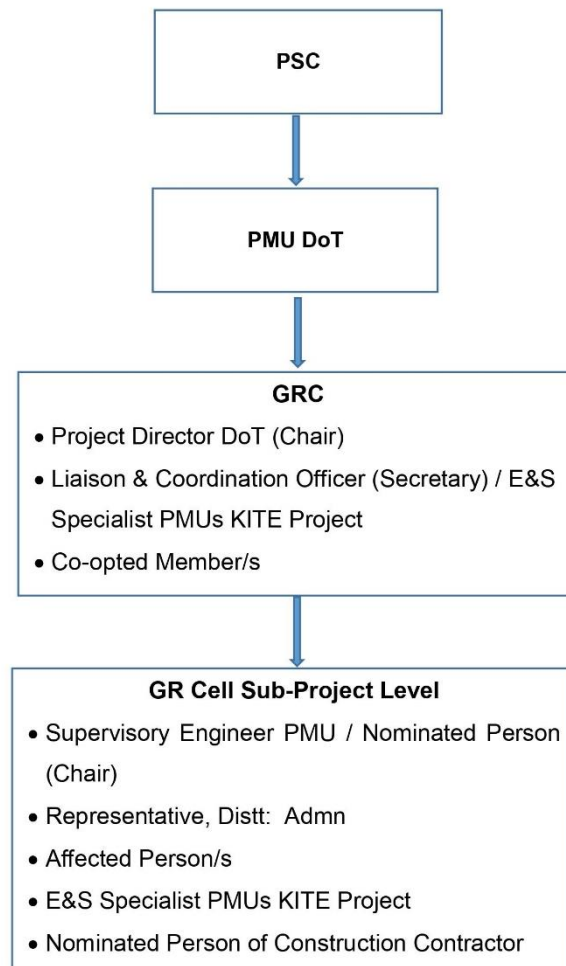 PSC
PMU DoT
GRC
• Project Director DoT (Chair)
• Liaison & Coordination Officer (Secretary) / E&S
Specialist PMUs KITE Project
• Co-opted Member/s
GR Cell Sub-Project Level
• Supervisory Engineer PMU / Nominated Person
(Chair)
• Representative, Distt: Admn
• Affected Person/s
• E&S Specialist PMUs KITE Project
• Nominated Person of Construction Contractor